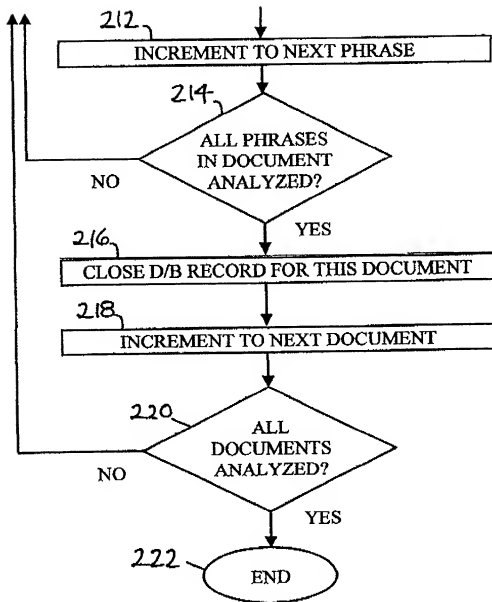 212
INCREMENT TO NEXT PHRASE
214
ALL PHRASES
IN DOCUMENT
ANALYZED?
NO
YES
216
CLOSE D/B RECORD FOR THIS DOCUMENT
218
INCREMENT TO NEXT DOCUMENT
220
ALL
DOCUMENTS
ANALYZED?
NO
YES
222
END